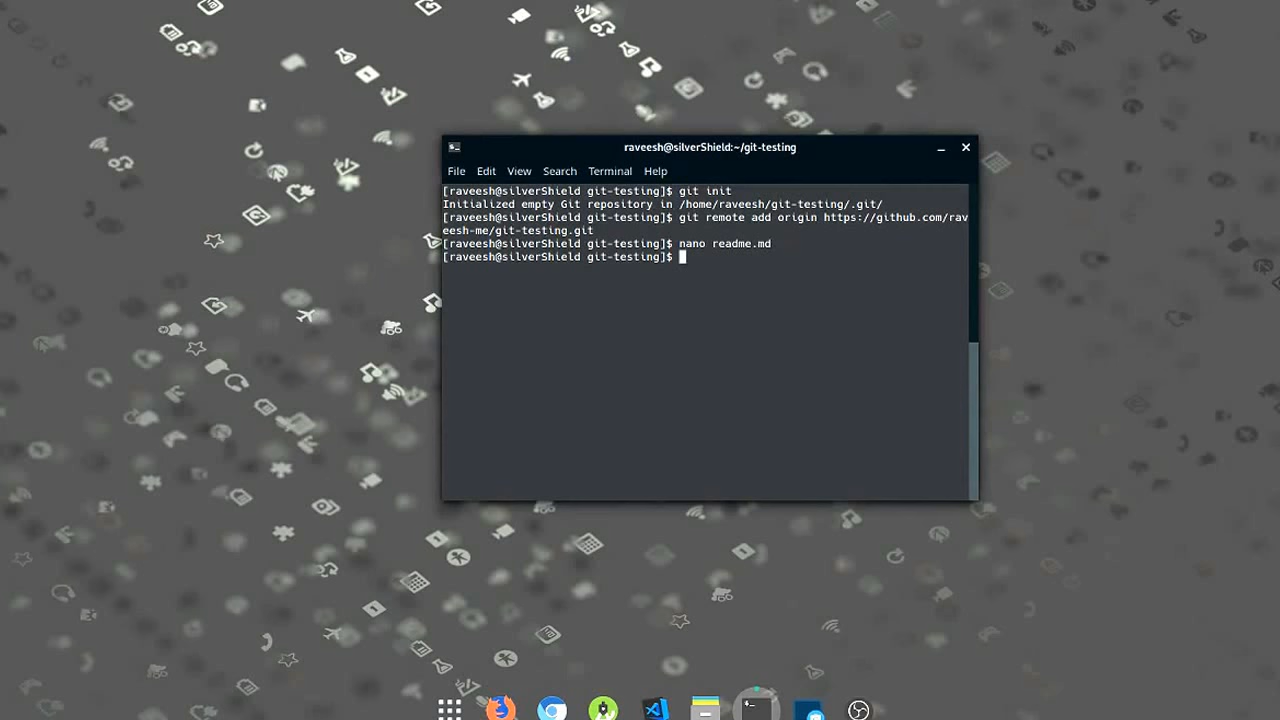 raveesh@silverShield:~/git-testing
File Edit View Search Terminal Help
[raveesh@silverShield git-testing]$ git init
Initialized empty Git repository in /home/raveesh/git-testing/.git/
[raveesh@silverShield git-testing]$ git remote add origin https://github.com/rav
eesh-me/git-testing.git
[raveesh@silverShield git-testing]$ nano readme.md
[raveesh@silverShield git-testing]$